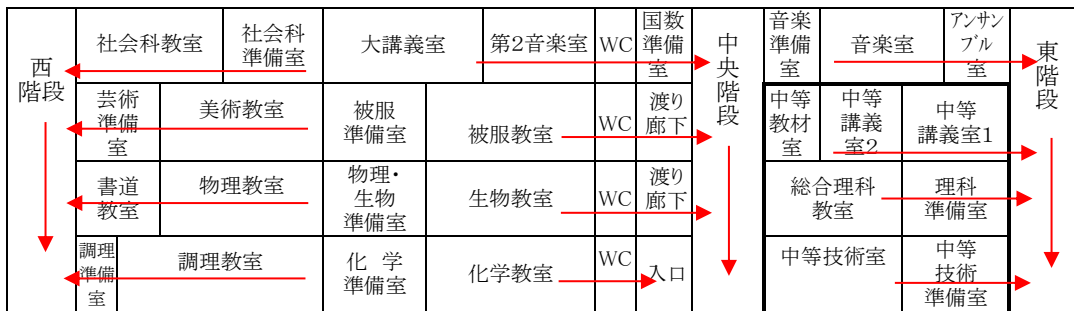 西
階段
社会科教室
社会科
準備室
大講義室
第2音楽室
WC
国数
準備
室
中
央
階
段
音楽
準備
室
音楽室
アンサン
ブル
室
東
階
段
芸術
準備
室
美術教室
被服
準備室
被服教室
WC
渡り
廊下
中等
教材
室
中等
講義
室2
中等
講義室1
書道
教室
物理教室
物理・
生物
準備室
生物教室
WC
渡り
廊下
総合理科
教室
理科
準備室
調理
準備
室
調理教室
化 学
準備室
化学教室
WC
入口
中等技術室
中等
技術
準備室